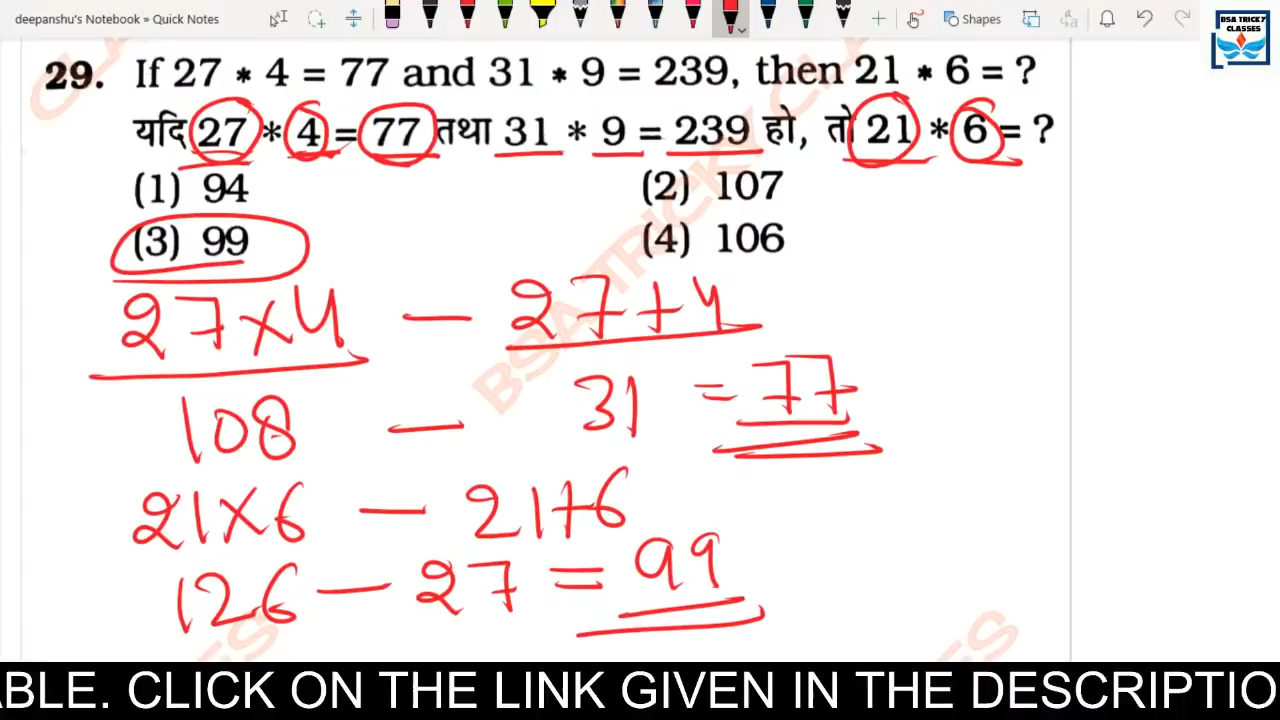 deepanshu's Notebook » Quick Notes
Shapes
BSA TRICKY
CLASSES
29. If 27 * 4 = 77 and 31 * 9 = 239, then 21 * 6 = ?
यदि 27 * 4 = 77 तथा 31 * 9 = 239 हो, तो 21 * 6 = ?
(1) 94 (2) 107
(3) 99 (4) 106
27 × 4 — 27 + 4
108 — 31 = 77
21 × 6 — 21 + 6
126 — 27 = 99
BSA TRICKY CLASSES
ABLE. CLICK ON THE LINK GIVEN IN THE DESCRIPTIO